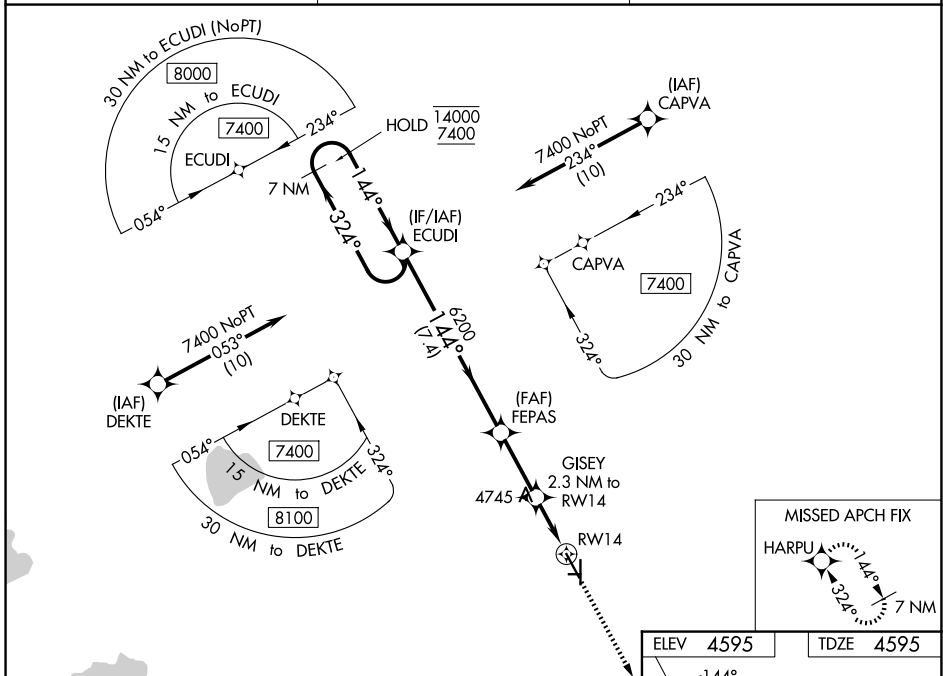 30 NM to ECUDI (NoPT)
8000
15 NM to ECUDI
7400
ECUDI
234°
054°
HOLD 14000
7400
7 NM
144°
324°
(IF/IAF)
ECUDI
(IAF)
CAPVA
7400 NoPT
234°
(10)
234°
CAPVA
7400
324°
30 NM to CAPVA
6200
144°
(7.4)
7400 NoPT
053°
(10)
(IAF)
DEKTE
DEKTE
054°
7400
324°
15 NM to DEKTE
8100
30 NM to DEKTE
(FAF)
FEPAS
GISEY
2.3 NM to
RW14
4745
RW14
MISSED APCH FIX
HARPU
144°
324°
7 NM
ELEV 4595
TDZE 4595
144°